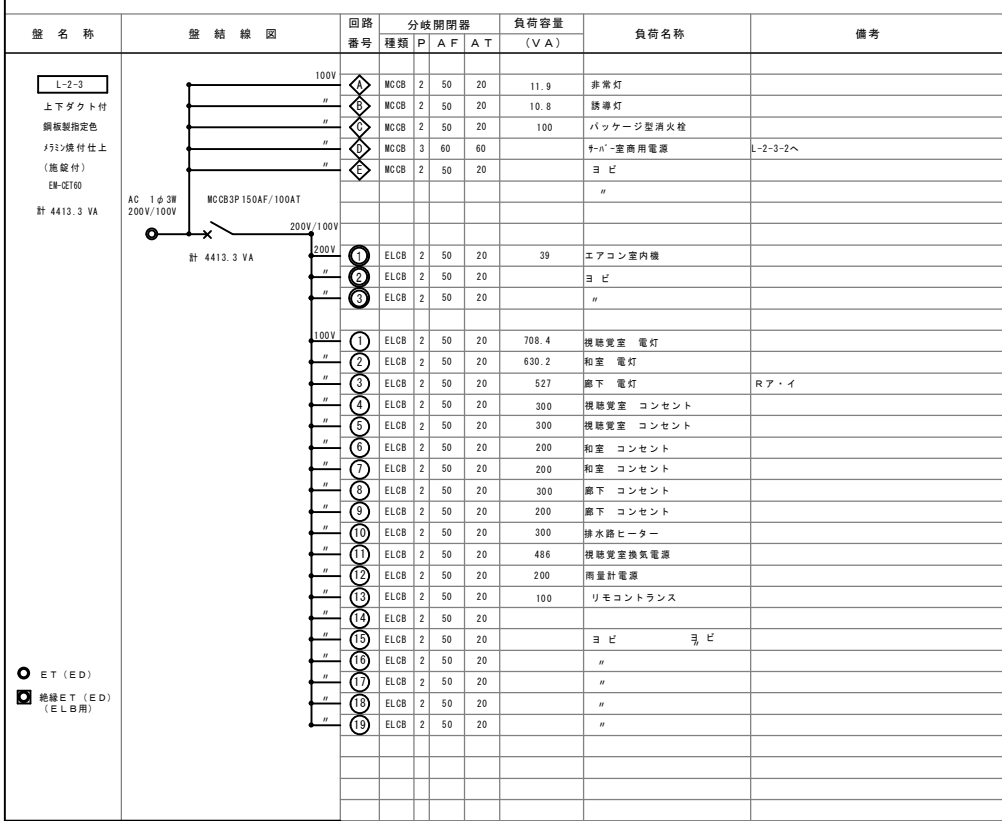 盤 名 称 盤 結 線 図 回路番号 分岐開閉器 負荷容量 負荷名称 備考
種類 P AF AT (VA)
L-2-3
上下ダクト付
鋼板製指定色
メラミン焼付仕上
(施錠付)
EM-CET60
計 4413.3 VA
AC 1φ3W
200V/100V
MCCB3P150AF/100AT
200V/100V
計 4413.3 VA
100V A MCCB 2 50 20 11.9 非常灯
〃 B MCCB 2 50 20 10.8 誘導灯
〃 C MCCB 2 50 20 100 パッケージ型消火栓
〃 D MCCB 3 60 60 サーバー室商用電源 L-2-3-2へ
〃 E MCCB 2 50 20 ヨ ビ
〃
200V 1 ELCB 2 50 20 39 エアコン室内機
〃 2 ELCB 2 50 20 ヨ ビ
〃 3 ELCB 2 50 20 〃
100V 1 ELCB 2 50 20 708.4 視聴覚室 電灯
〃 2 ELCB 2 50 20 630.2 和室 電灯
〃 3 ELCB 2 50 20 527 廊下 電灯 Rア・イ
〃 4 ELCB 2 50 20 300 視聴覚室 コンセント
〃 5 ELCB 2 50 20 300 視聴覚室 コンセント
〃 6 ELCB 2 50 20 200 和室 コンセント
〃 7 ELCB 2 50 20 200 和室 コンセント
〃 8 ELCB 2 50 20 300 廊下 コンセント
〃 9 ELCB 2 50 20 200 廊下 コンセント
〃 10 ELCB 2 50 20 300 排水路ヒーター
〃 11 ELCB 2 50 20 486 視聴覚室換気電源
〃 12 ELCB 2 50 20 200 雨量計電源
〃 13 ELCB 2 50 20 100 リモコントランス
〃 14 ELCB 2 50 20
〃 15 ELCB 2 50 20 ヨ ビ ヨ ビ
〃
〃 16 ELCB 2 50 20 〃
〃 17 ELCB 2 50 20 〃
〃 18 ELCB 2 50 20 〃
〃 19 ELCB 2 50 20 〃
ET(ED)
絶縁ET(ED)
(ELB用)